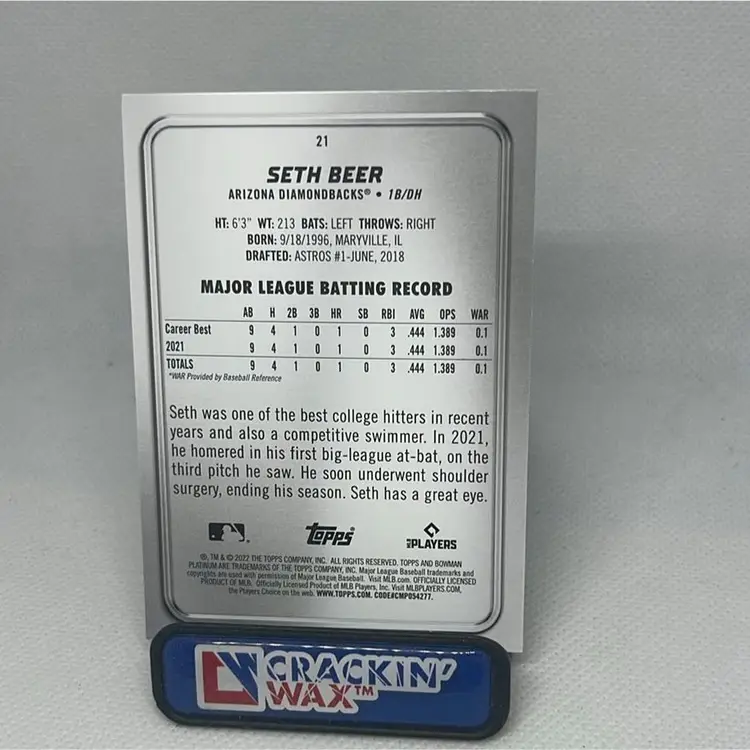 21
SETH BEER
ARIZONA DIAMONDBACKS® • 1B/DH
HT: 6'3" WT: 213 BATS: LEFT THROWS: RIGHT
BORN: 9/18/1996, MARYVILLE, IL
DRAFTED: ASTROS #1-JUNE, 2018
MAJOR LEAGUE BATTING RECORD
AB H 2B 3B HR SB RBI AVG OPS WAR
Career Best 9 4 1 0 1 0 3 .444 1.389 0.1
2021 9 4 1 0 1 0 3 .444 1.389 0.1
TOTALS 9 4 1 0 1 0 3 .444 1.389 0.1
*WAR Provided by Baseball Reference
Seth was one of the best college hitters in recent
years and also a competitive swimmer. In 2021,
he homered in his first big-league at-bat, on the
third pitch he saw. He soon underwent shoulder
surgery, ending his season. Seth has a great eye.
Topps® MLB PLAYERS
®, TM & © 2022 THE TOPPS COMPANY, INC. ALL RIGHTS RESERVED. TOPPS AND BOWMAN
PLATINUM ARE TRADEMARKS OF THE TOPPS COMPANY, INC. Major League Baseball trademarks and
copyrights are used with permission of Major League Baseball. Visit MLB.com. OFFICIALLY LICENSED
PRODUCT OF MLB Players, Inc. Visit MLBPLAYERS.COM,
the Players Choice on the web. WWW.TOPPS.COM. CODE#CMP054277.
CRACKIN'
WAX™